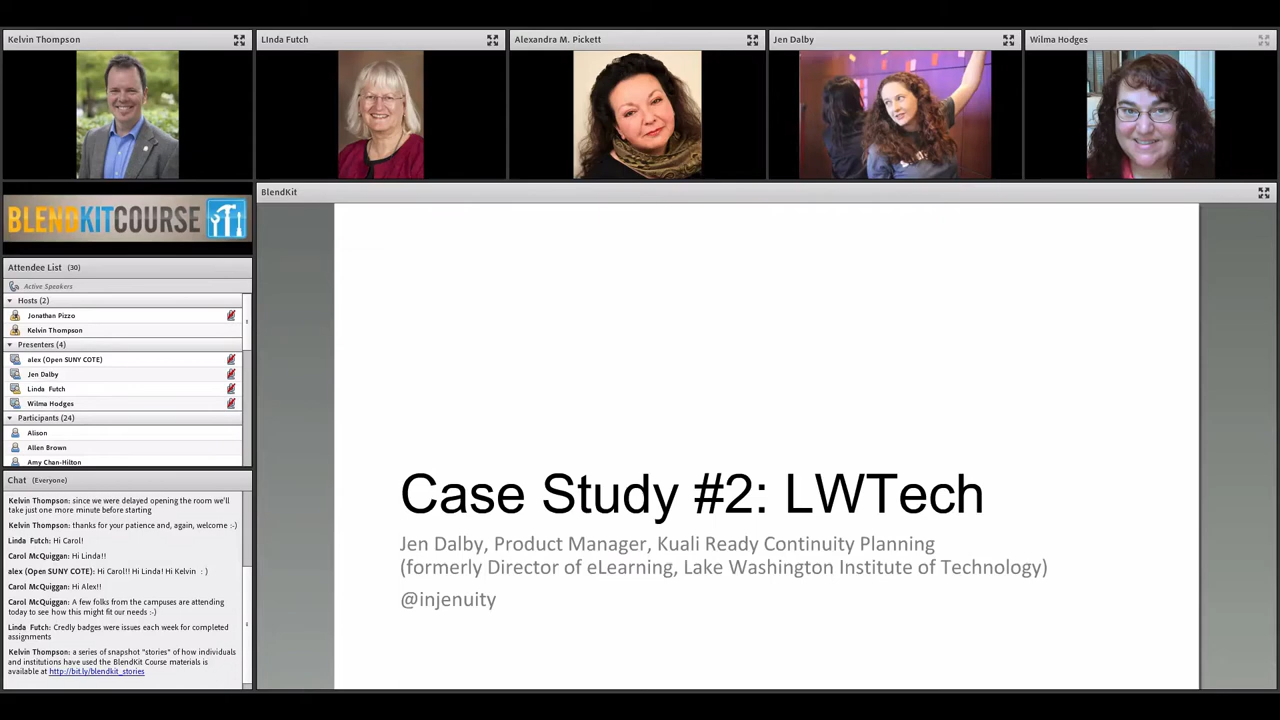 Kelvin Thompson
LInda Futch
Alexandra M. Pickett
Jen Dalby
Wilma Hodges
BLENDKITCOURSE
BlendKit
Attendee List (30)
Active Speakers
Hosts (2)
Jonathan Pizzo
Kelvin Thompson
Presenters (4)
alex (Open SUNY COTE)
Jen Dalby
Linda Futch
Wilma Hodges
Participants (24)
Alison
Allen Brown
Amy Chan-Hilton
Chat (Everyone)
Kelvin Thompson: since we were delayed opening the room we'll
take just one more minute before starting
Kelvin Thompson: thanks for your patience and, again, welcome :-)
Linda Futch: Hi Carol!
Carol McQuiggan: Hi Linda!!
alex (Open SUNY COTE): Hi Carol!! Hi Linda! Hi Kelvin : )
Carol McQuiggan: Hi Alex!!
Carol McQuiggan: A few folks from the campuses are attending
today to see how this might fit our needs :-)
Linda Futch: Credly badges were issues each week for completed
assignments
Kelvin Thompson: a series of snapshot "stories" of how individuals
and institutions have used the BlendKit Course materials is
available at http://bit.ly/blendkit_stories
Case Study #2: LWTech
Jen Dalby, Product Manager, Kuali Ready Continuity Planning
(formerly Director of eLearning, Lake Washington Institute of Technology)
@injenuity